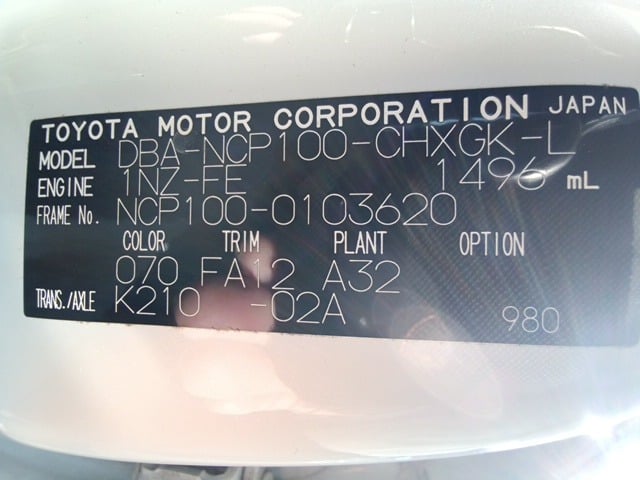 TOYOTA MOTOR CORPORATION JAPAN
MODEL DBA-NCP100-CHXGK-L
ENGINE 1NZ-FE 1496 mL
FRAME No. NCP100-0103620
COLOR TRIM PLANT OPTION
070 FA12 A32
TRANS./AXLE K210 -02A 980